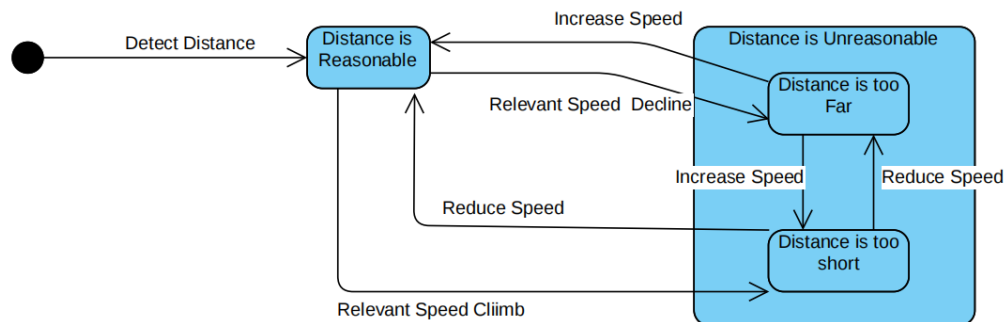 Increase Speed
Detect Distance
Distance is
Reasonable
Distance is Unreasonable
Distance is too
Far
Relevant Speed  Decline
Increase Speed
Reduce Speed
Reduce Speed
Distance is too
short
Relevant Speed Cliimb